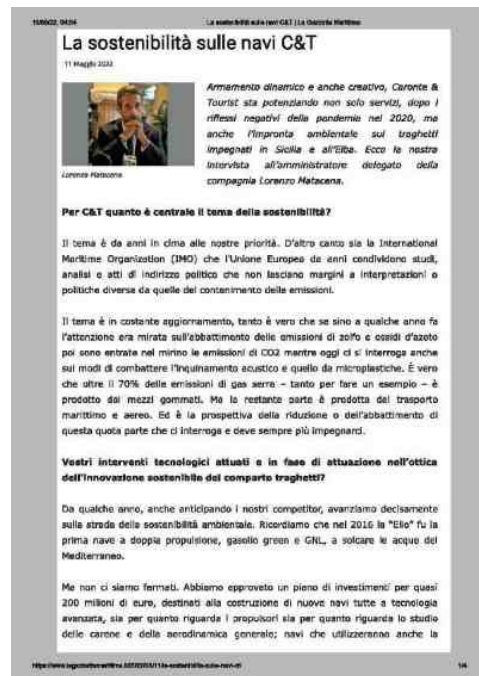 11/05/22, 04:54 La sostenibilità sulle navi C&T | La Gazzetta Marittima
La sostenibilità sulle navi C&T
11 Maggio 2022
Armamento dinamico e anche creativo, Caronte &
Tourist sta potenziando non solo servizi, dopo i
riflessi negativi della pandemia nel 2020, ma
anche l'impronta ambientale sui traghetti
impegnati in Sicilia e all'Elba. Ecco la nostra
intervista all'amministratore delegato della
compagnia Lorenzo Matacena.
Lorenzo Matacena
Per C&T quanto è centrale il tema della sostenibilità?
Il tema è da anni in cima alle nostre priorità. D'altro canto sia la International
Maritime Organization (IMO) che l'Unione Europea da anni condividono studi,
analisi e atti di indirizzo politico che non lasciano margini a interpretazioni o
politiche diverse da quelle del contenimento delle emissioni.
Il tema è in costante aggiornamento, tanto è vero che se sino a qualche anno fa
l'attenzione era mirata sull'abbattimento delle emissioni di zolfo e ossidi d'azoto
poi sono entrate nel mirino le emissioni di CO2 mentre oggi ci si interroga anche
sui modi di combattere l'inquinamento acustico e quello da microplastiche. È vero
che oltre il 70% delle emissioni di gas serra – tanto per fare un esempio – è
prodotto dai mezzi gommati. Ma la restante parte è prodotta dal trasporto
marittimo e aereo. Ed è la prospettiva della riduzione o dell'abbattimento di
questa quota parte che ci interroga e deve sempre più impegnarci.
Vostri interventi tecnologici attuati e in fase di attuazione nell'ottica
dell'innovazione sostenibile del comparto traghetti?
Da qualche anno, anche anticipando i nostri competitor, avanziamo decisamente
sulla strada della sostenibilità ambientale. Ricordiamo che nel 2018 la "Elio" fu la
prima nave a doppia propulsione, gasolio green e GNL, a solcare le acque del
Mediterraneo.
Ma non ci siamo fermati. Abbiamo approvato un piano di investimenti per quasi
200 milioni di euro, destinati alla costruzione di nuove navi tutte a tecnologia
avanzata, sia per quanto riguarda i propulsori sia per quanto riguarda lo studio
delle carene e della aerodinamica generale; navi che utilizzeranno anche la
1/4